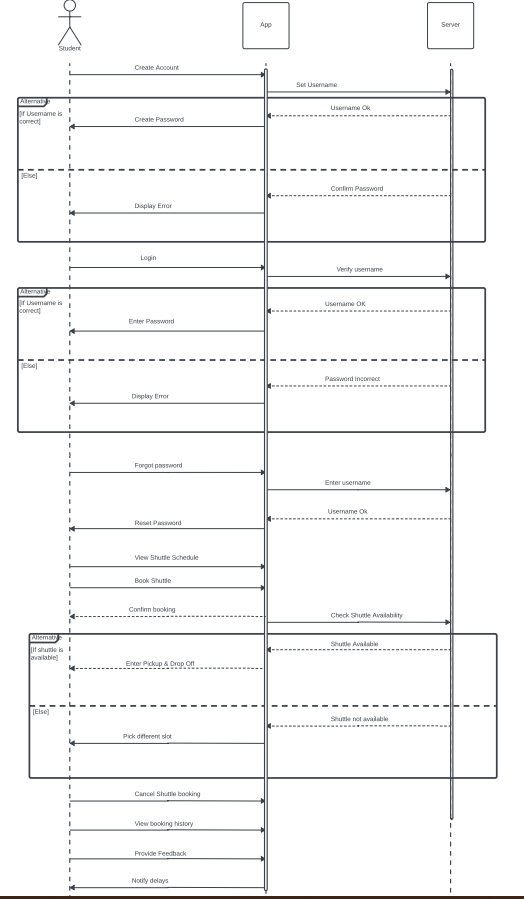 App
Server
Student
Create Account
Set Username
Alternative
Username Ok
[If Username is
correct]
Create Password
[Else]
Confirm Password
Display Error
Login
Verify username
Alternative
[If Username is
correct]
Username OK
Enter Password
[Else]
Password Incorrect
Display Error
Forgot password
Enter username
Username Ok
Reset Password
View Shuttle Schedule
Book Shuttle
Confirm booking
Check Shuttle Availability
Alternative
Shuttle Available
[If shuttle is
available]
Enter Pickup & Drop Off
[Else]
Shuttle not available
Pick different slot
Cancel Shuttle booking
View booking history
Provide Feedback
Notify delays